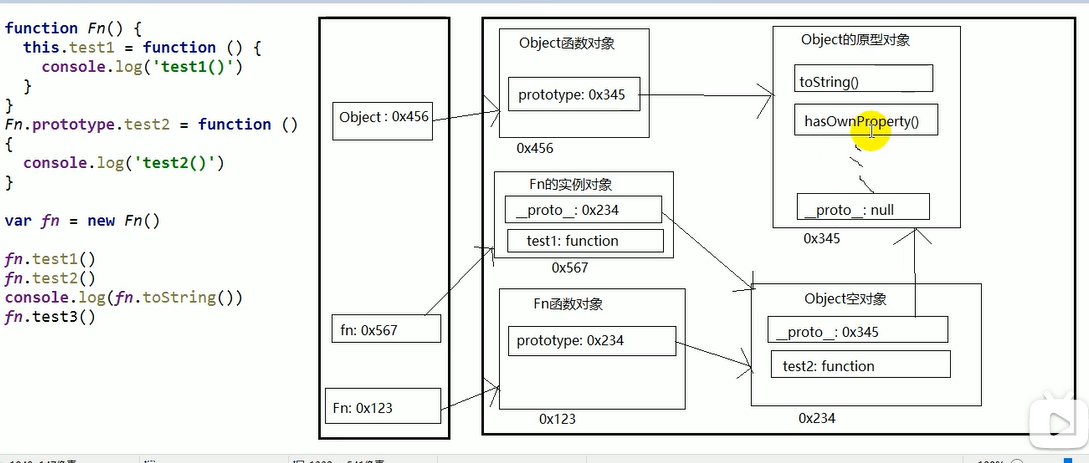 function Fn() {
this.test1 = function () {
console.log('test1()')
}
}
Fn.prototype.test2 = function ()
{
console.log('test2()')
}
var fn = new Fn()
fn.test1()
fn.test2()
console.log(fn.toString())
fn.test3()
Object : 0x456
fn: 0x567
Fn: 0x123
Object函数对象
prototype: 0x345
0x456
Fn的实例对象
__proto__: 0x234
test1: function
0x567
Fn函数对象
prototype: 0x234
0x123
Object的原型对象
toString()
hasOwnProperty()
__proto__: null
0x345
Object空对象
__proto__: 0x345
test2: function
0x234